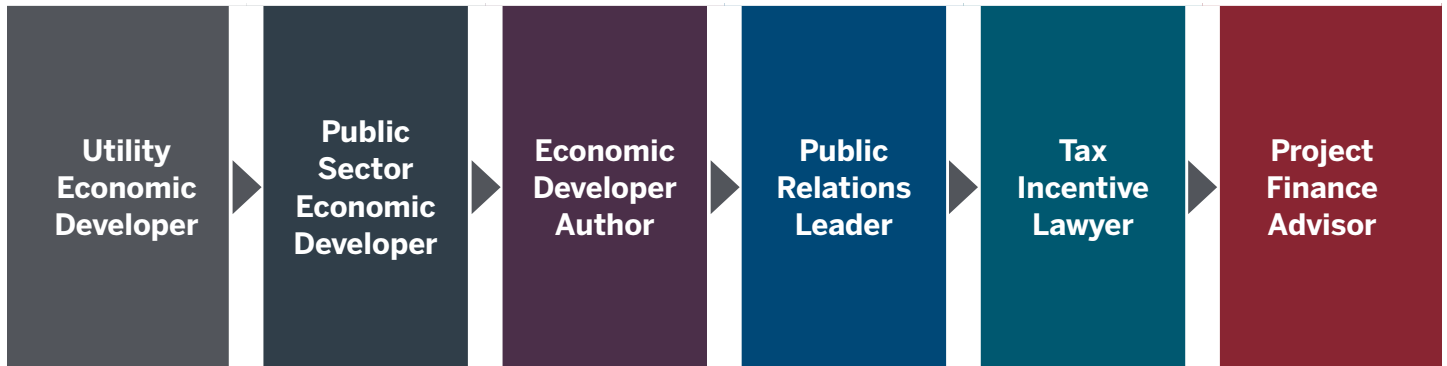 Utility
Economic
Developer
Public
Sector
Economic
Developer
Economic
Developer
Author
Public
Relations
Leader
Tax
Incentive
Lawyer
Project
Finance
Advisor